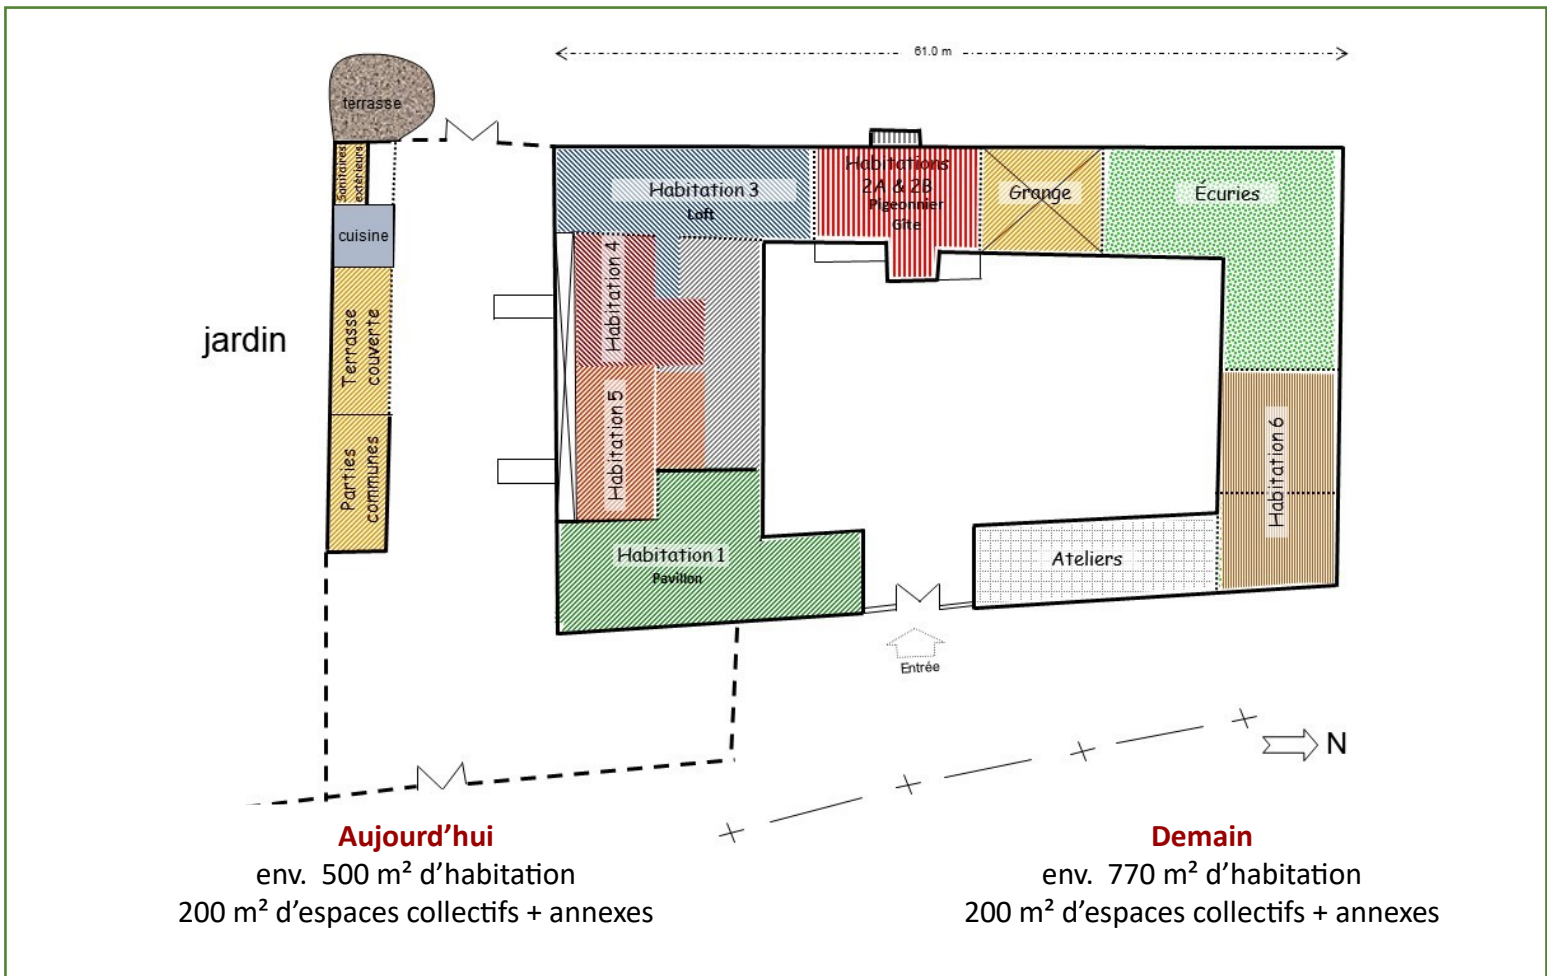 61.0 m
terrasse
Sanitaires
extérieurs
cuisine
Terrasse
couverte
Parties
communes
jardin
Habitation 3
Loft
Habitations
2A & 2B
Pigeonnier
Gîte
Grange
Écuries
Habitation 4
Habitation 5
Habitation 6
Habitation 1
Pavillon
Ateliers
Entrée
N
Aujourd’hui
env. 500 m² d’habitation
200 m² d’espaces collectifs + annexes
Demain
env. 770 m² d’habitation
200 m² d’espaces collectifs + annexes